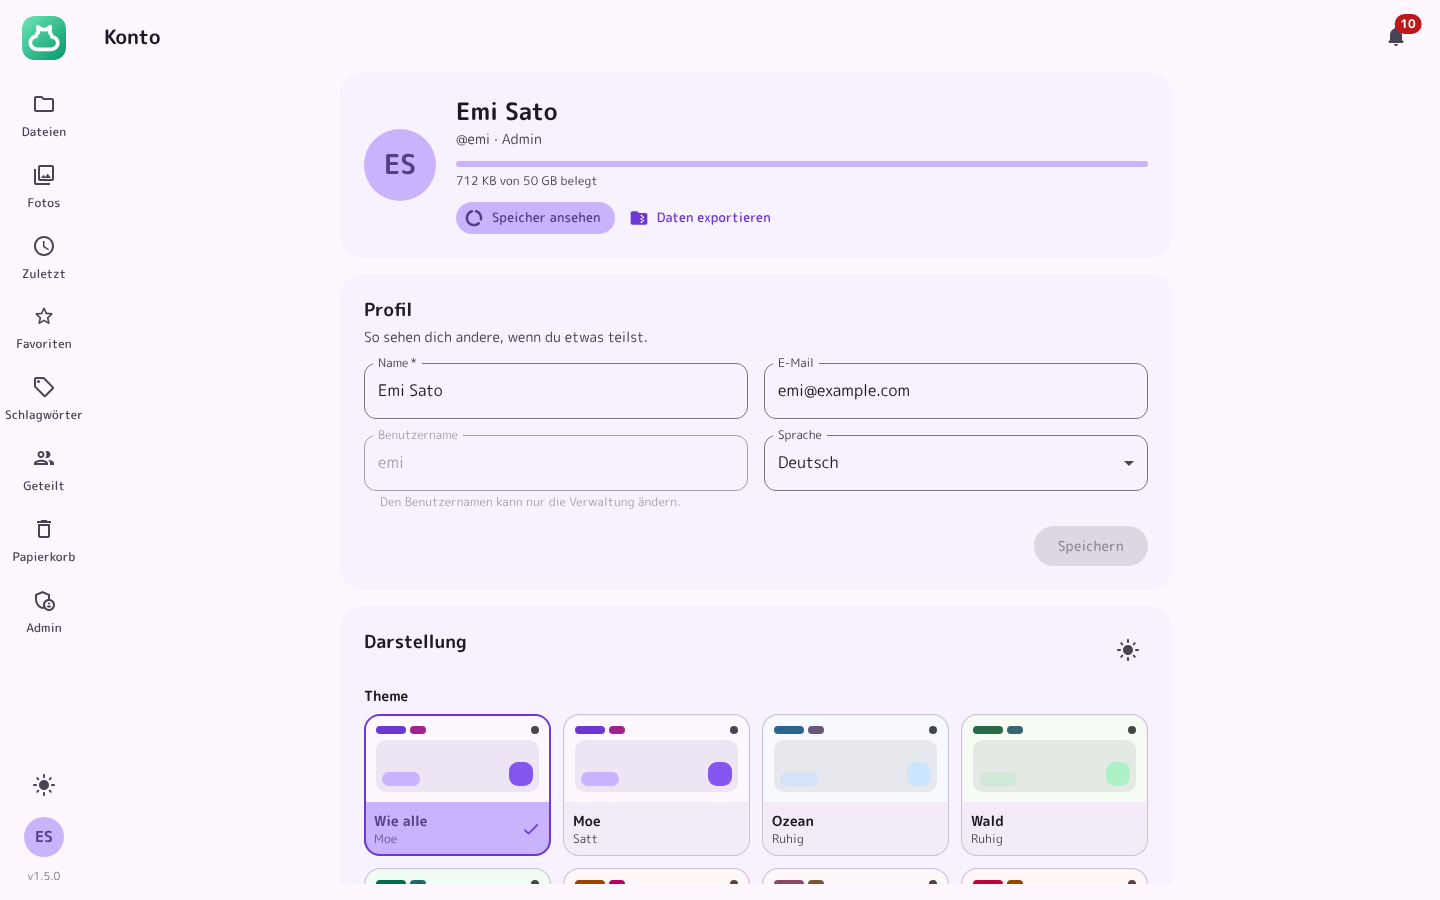 Konto
10
Dateien
Fotos
Zuletzt
Favoriten
Schlagwörter
Geteilt
Papierkorb
Admin
ES
v1.5.0
ES
Emi Sato
@emi · Admin
712 KB von 50 GB belegt
Speicher ansehen
Daten exportieren
Profil
So sehen dich andere, wenn du etwas teilst.
Name *
Emi Sato
E-Mail
emi@example.com
Benutzername
emi
Den Benutzernamen kann nur die Verwaltung ändern.
Sprache
Deutsch
Speichern
Darstellung
Theme
Wie alle
Moe
Moe
Satt
Ozean
Ruhig
Wald
Ruhig